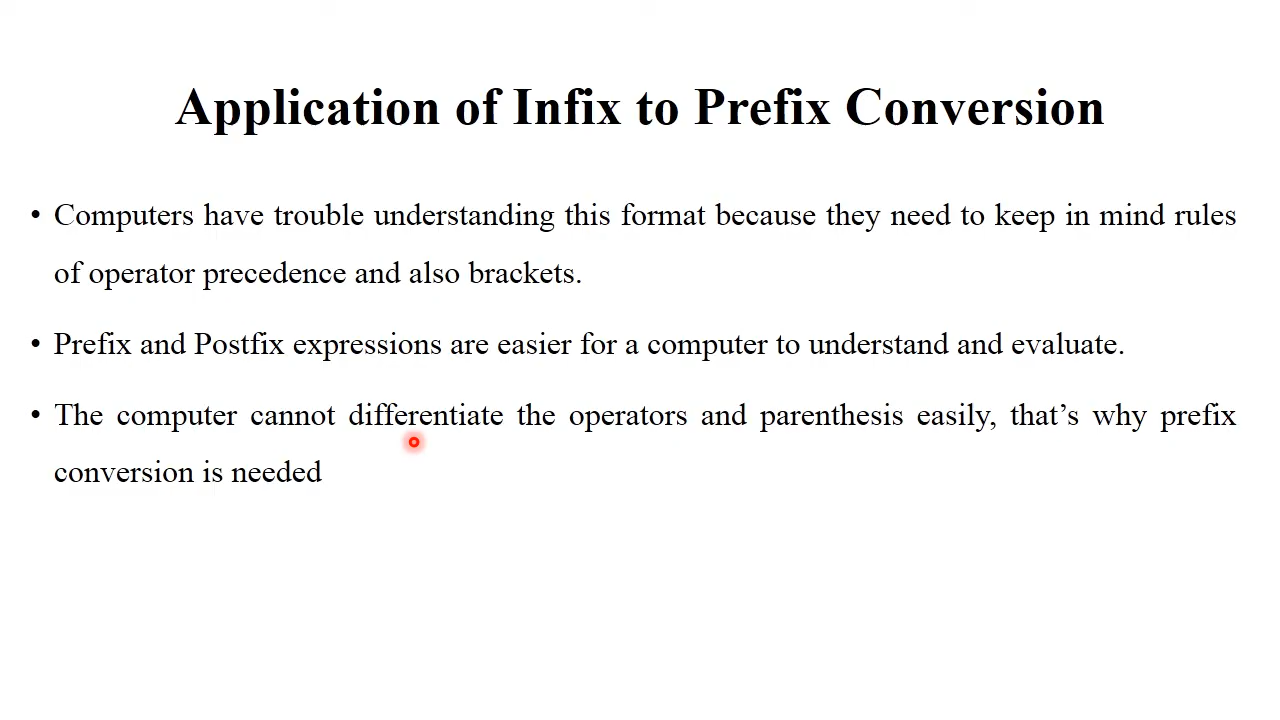 Application of Infix to Prefix Conversion
• Computers have trouble understanding this format because they need to keep in mind rules
of operator precedence and also brackets.
• Prefix and Postfix expressions are easier for a computer to understand and evaluate.
• The computer cannot differentiate the operators and parenthesis easily, that’s why prefix
conversion is needed